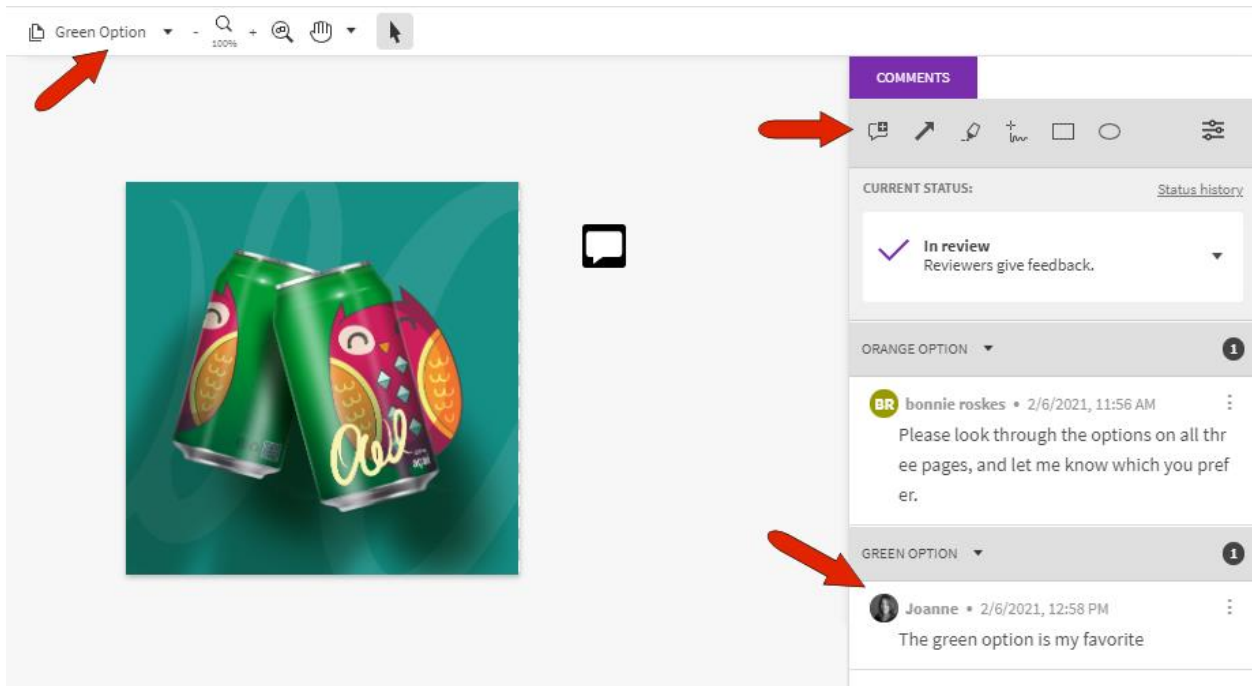 Green Option
- 100% +
COMMENTS
CURRENT STATUS:
Status history
In review
Reviewers give feedback.
ORANGE OPTION
1
BR bonnie roskes • 2/6/2021, 11:56 AM
Please look through the options on all thr
ee pages, and let me know which you pref
er.
GREEN OPTION
1
Joanne • 2/6/2021, 12:58 PM
The green option is my favorite
Owl